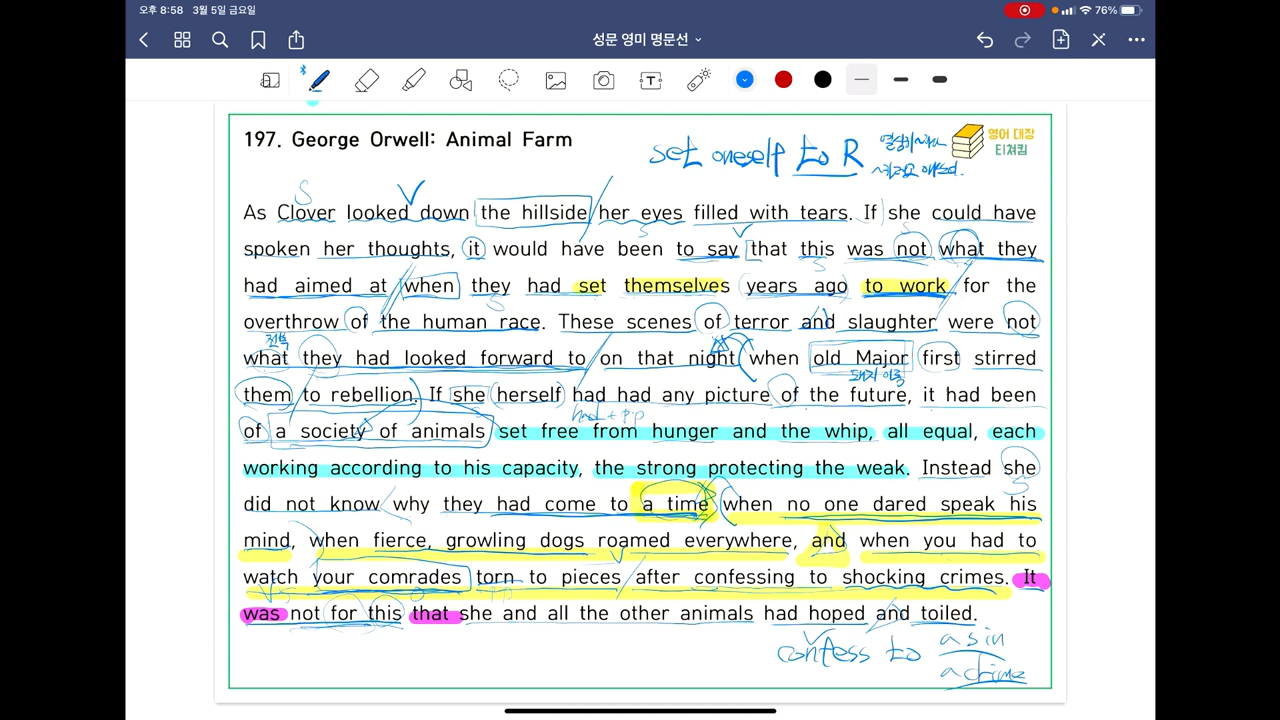 오후 8:58 3월 5일 금요일 76%
성문 영미 명문선
T
197. George Orwell: Animal Farm
영어 대장
티쳐킴
set oneself to R
S
As Clover looked down the hillside her eyes filled with tears. If she could have
spoken her thoughts, it would have been to say that this was not what they
had aimed at when they had set themselves years ago to work for the
overthrow of the human race. These scenes of terror and slaughter were not
what they had looked forward to on that night when old Major first stirred
돼지 이름
them to rebellion. If she herself had had any picture of the future, it had been
had + pp
of a society of animals set free from hunger and the whip, all equal, each
working according to his capacity, the strong protecting the weak. Instead she
did not know why they had come to a time when no one dared speak his
mind, when fierce, growling dogs roamed everywhere, and when you had to
watch your comrades torn to pieces after confessing to shocking crimes. It
was not for this that she and all the other animals had hoped and toiled.
confess to a sin
a crime